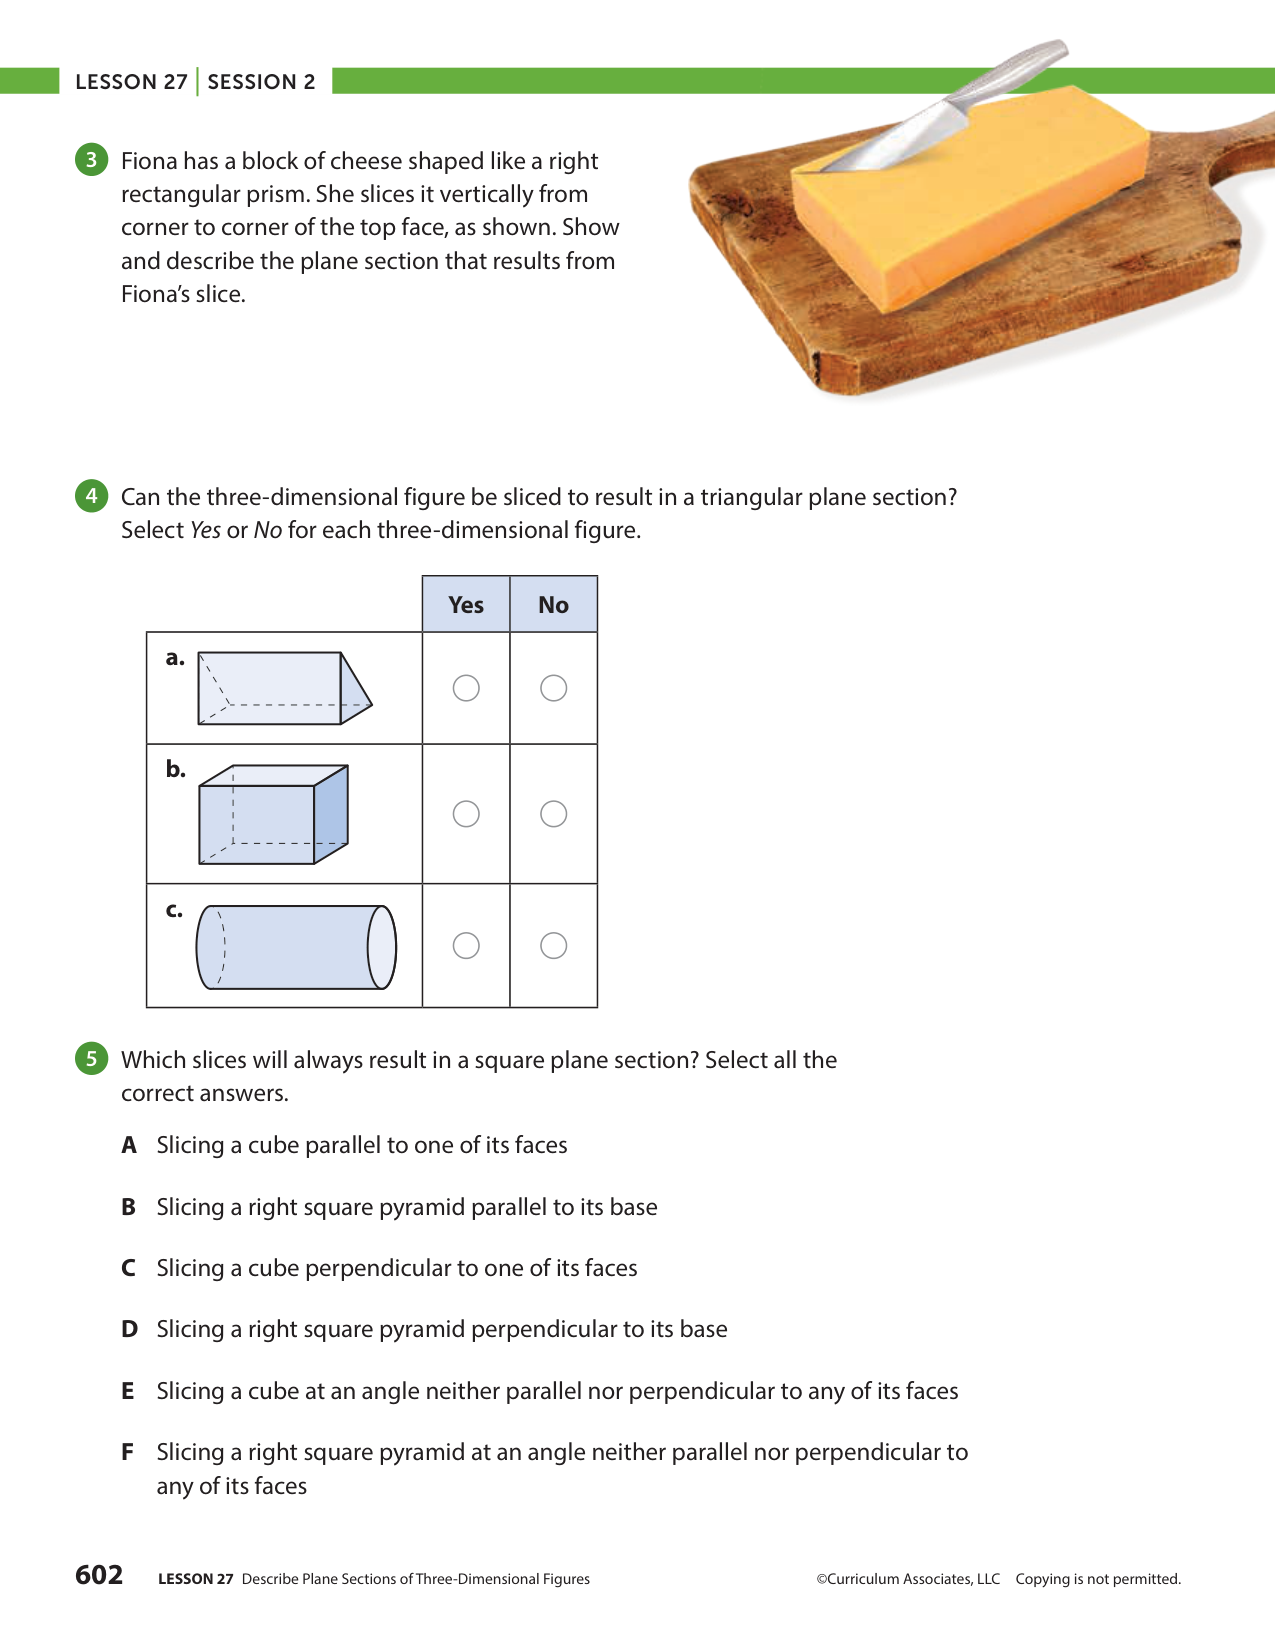 LESSON 27 | SESSION 2
3 Fiona has a block of cheese shaped like a right
rectangular prism. She slices it vertically from
corner to corner of the top face, as shown. Show
and describe the plane section that results from
Fiona’s slice.
4 Can the three-dimensional figure be sliced to result in a triangular plane section?
Select Yes or No for each three-dimensional figure.
Yes No
a.
b.
c.
5 Which slices will always result in a square plane section? Select all the
correct answers.
A Slicing a cube parallel to one of its faces
B Slicing a right square pyramid parallel to its base
C Slicing a cube perpendicular to one of its faces
D Slicing a right square pyramid perpendicular to its base
E Slicing a cube at an angle neither parallel nor perpendicular to any of its faces
F Slicing a right square pyramid at an angle neither parallel nor perpendicular to
any of its faces
602 LESSON 27 Describe Plane Sections of Three-Dimensional Figures ©Curriculum Associates, LLC Copying is not permitted.